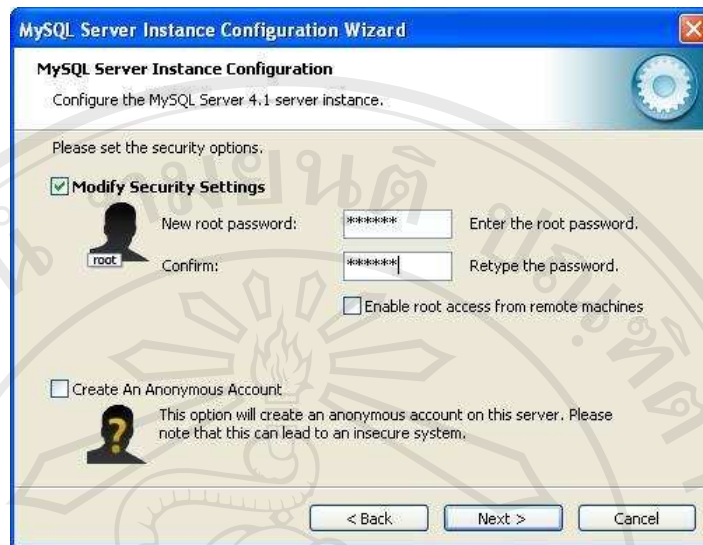 MySQL Server Instance Configuration Wizard
MySQL Server Instance Configuration
Configure the MySQL Server 4.1 server instance.
Please set the security options.
Modify Security Settings
root
New root password: ****** Enter the root password.
Confirm: ****** Retype the password.
Enable root access from remote machines
Create An Anonymous Account
?
This option will create an anonymous account on this server. Please
note that this can lead to an insecure system.
< Back Next > Cancel